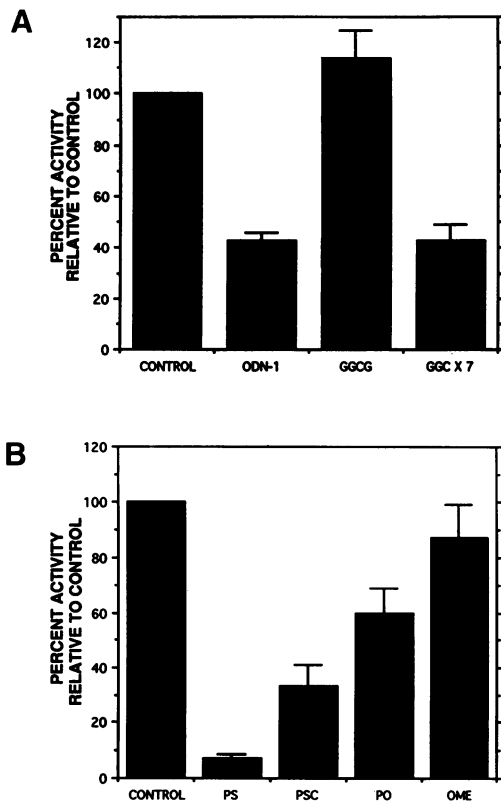 A
PERCENT ACTIVITY
RELATIVE TO CONTROL
120
100
80
60
40
20
0
CONTROL ODN-1 GGCG GGC X 7
B
PERCENT ACTIVITY
RELATIVE TO CONTROL
120
100
80
60
40
20
0
CONTROL PS PSC PO OME